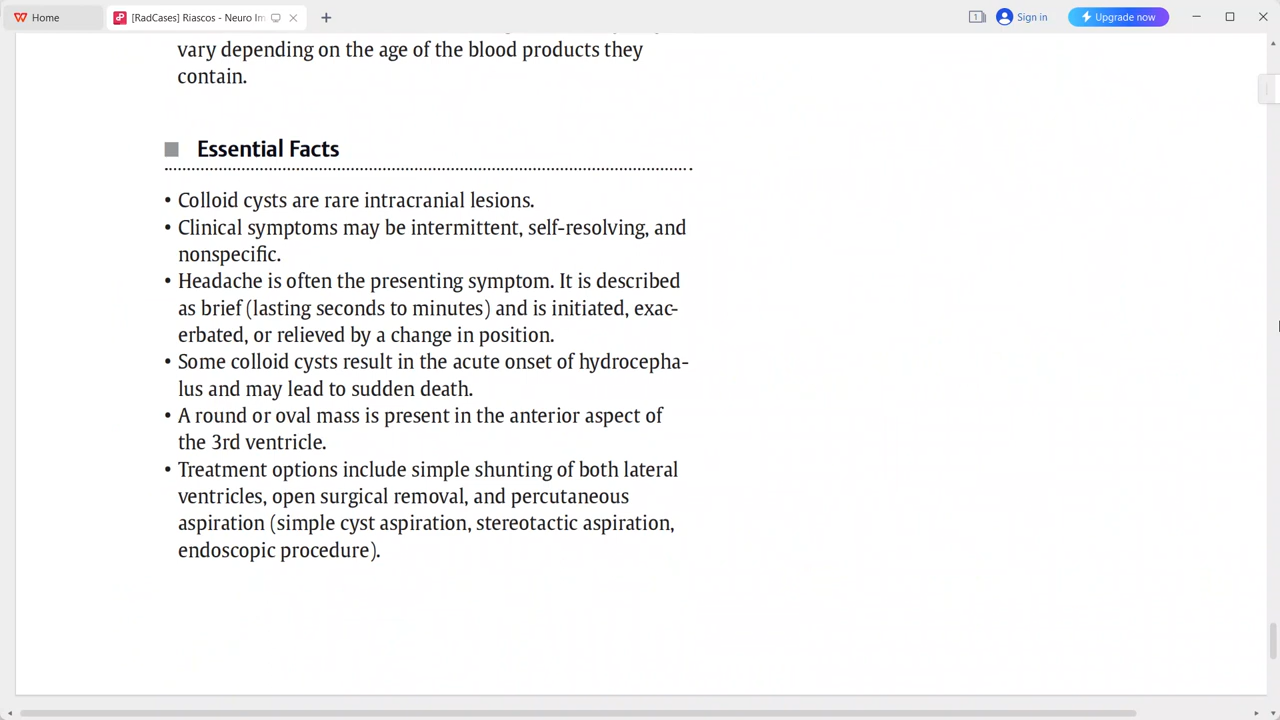 Home
[RadCases] Riascos - Neuro Im
1
Sign in
Upgrade now
vary depending on the age of the blood products they
contain.
Essential Facts
• Colloid cysts are rare intracranial lesions.
• Clinical symptoms may be intermittent, self-resolving, and
nonspecific.
• Headache is often the presenting symptom. It is described
as brief (lasting seconds to minutes) and is initiated, exac-
erbated, or relieved by a change in position.
• Some colloid cysts result in the acute onset of hydrocepha-
lus and may lead to sudden death.
• A round or oval mass is present in the anterior aspect of
the 3rd ventricle.
• Treatment options include simple shunting of both lateral
ventricles, open surgical removal, and percutaneous
aspiration (simple cyst aspiration, stereotactic aspiration,
endoscopic procedure).